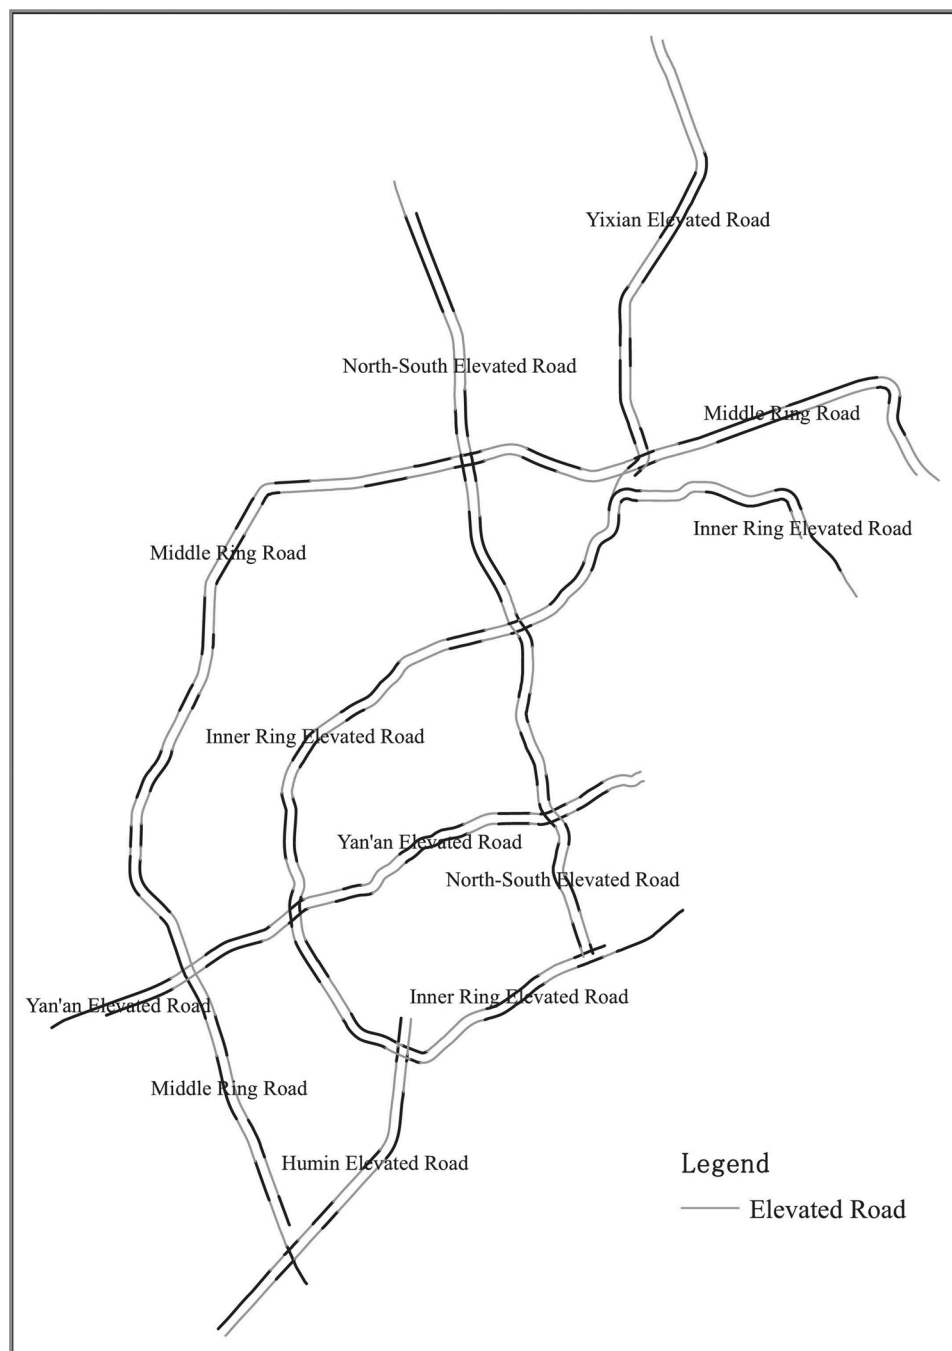 Yixian Elevated Road
North-South Elevated Road
Middle Ring Road
Inner Ring Elevated Road
Middle Ring Road
Inner Ring Elevated Road
Yan'an Elevated Road
North-South Elevated Road
Inner Ring Elevated Road
Yan'an Elevated Road
Middle Ring Road
Humin Elevated Road
Legend
Elevated Road